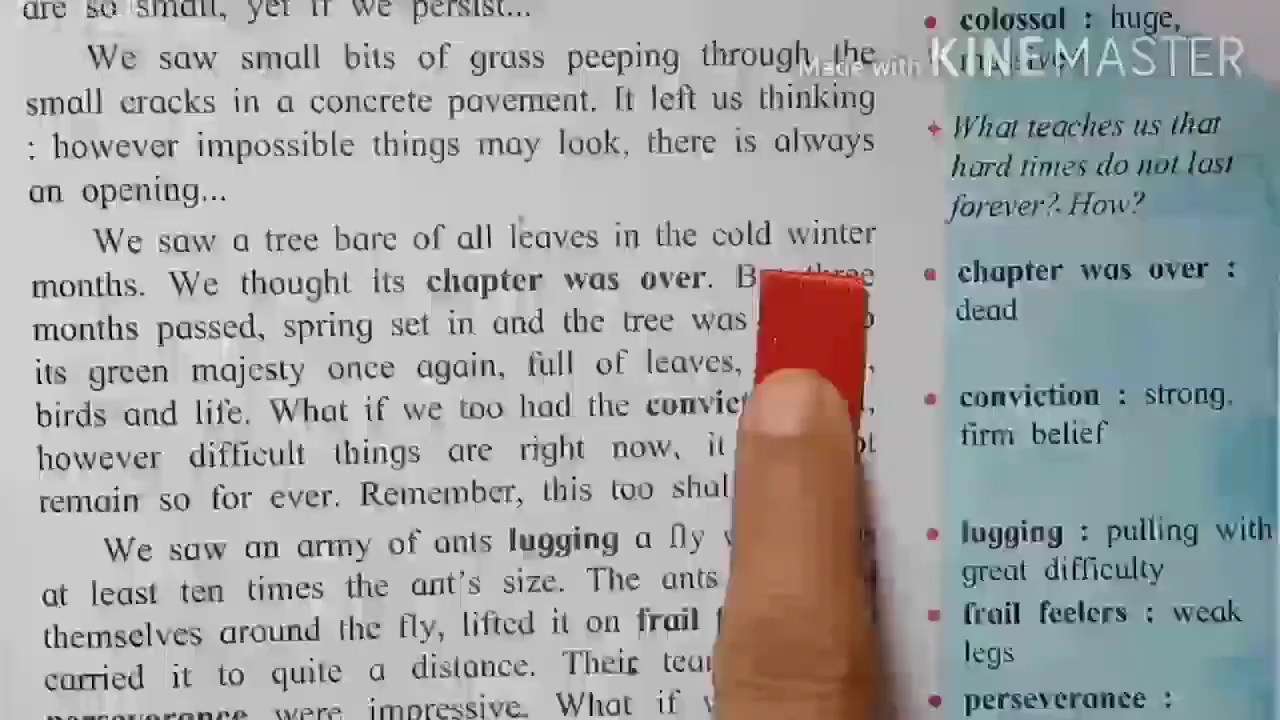 are so small, yet if we persist...
We saw small bits of grass peeping through the
small cracks in a concrete pavement. It left us thinking
: however impossible things may look, there is always
an opening...
We saw a tree bare of all leaves in the cold winter
months. We thought its chapter was over. three
months passed, spring set in and the tree was
its green majesty once again, full of leaves,
birds and life. What if we too had the
however difficult things are right now, it
remain so for ever. Remember, this too
We saw an army of ants lugging a fly
at least ten times the ant's size. The ants
themselves around the fly, lifted it on frail
carried it to quite a distance. Their
perseverance were impressive. What if
colossal : huge,
What teaches us that
hard times do not last
forever? How?
chapter was over :
dead
conviction : strong,
firm belief
lugging : pulling with
great difficulty
frail feelers : weak
legs
perseverance :
Made with KINEMASTER